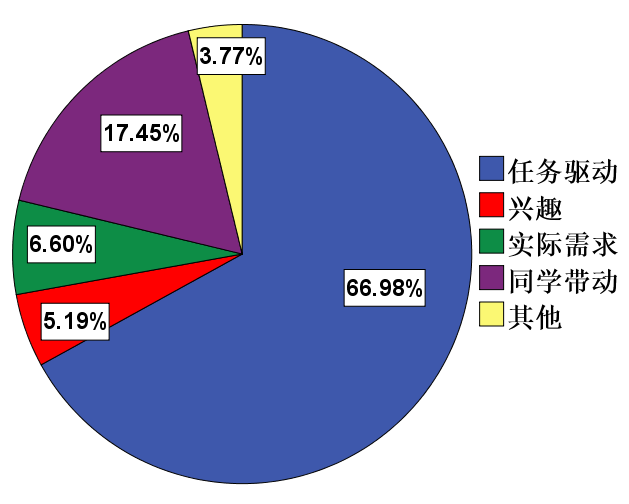 3.77%
17.45%
6.60%
5.19%
66.98%
任务驱动
兴趣
实际需求
同学带动
其他